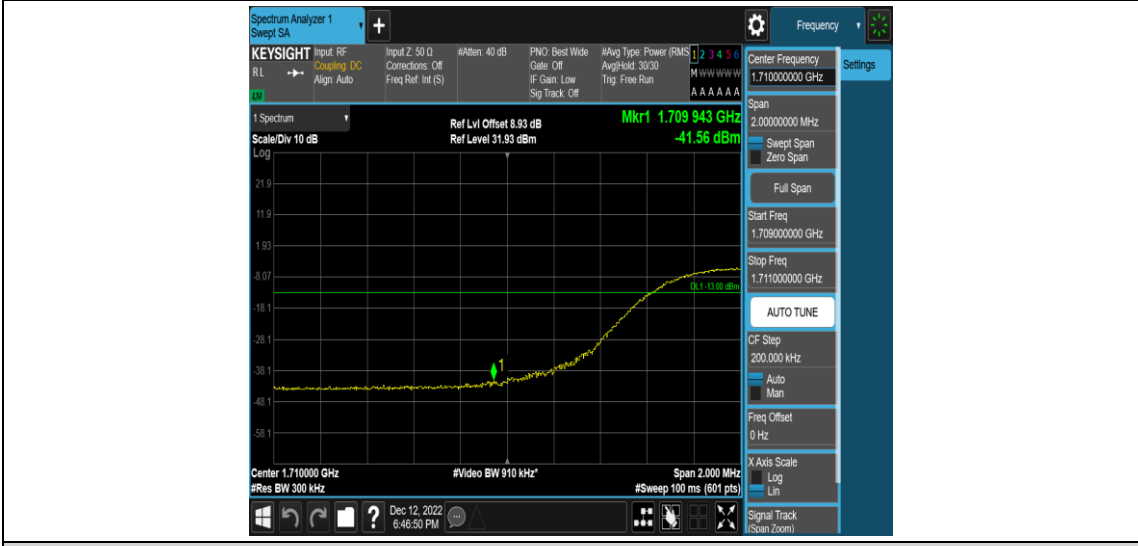 Spectrum Analyzer 1
Swept SA
Frequency
KEYSIGHT
R L
Input: RF
Coupling: DC
Align: Auto
Input Z: 50 Ω
Corrections: Off
Freq Ref: Int (S)
#Atten: 40 dB
PNO: Best Wide
Gate: Off
IF Gain: Low
Sig Track: Off
#Avg Type: Power (RMS
Avg|Hold: 30/30
Trig: Free Run
1 2 3 4 5 6
M W W W W W
A A A A A A
1 Spectrum
Scale/Div 10 dB
Log
Ref Lvl Offset 8.93 dB
Ref Level 31.93 dBm
Mkr1 1.709 943 GHz
-41.56 dBm
21.9
11.9
1.93
-8.07
DL1 -13.00 dBm
-18.1
-28.1
1
-38.1
-48.1
-58.1
Center 1.710000 GHz
#Video BW 910 kHz*
Span 2.000 MHz
#Res BW 300 kHz
#Sweep 100 ms (601 pts)
Dec 12, 2022
6:46:50 PM
Center Frequency
1.710000000 GHz
Settings
Span
2.00000000 MHz
Swept Span
Zero Span
Full Span
Start Freq
1.709000000 GHz
Stop Freq
1.711000000 GHz
AUTO TUNE
CF Step
200.000 kHz
Auto
Man
Freq Offset
0 Hz
X Axis Scale
Log
Lin
Signal Track
(Span Zoom)